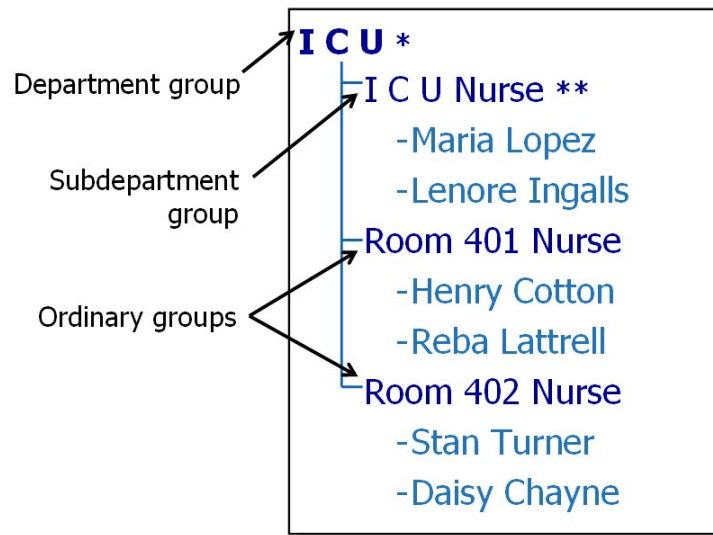 I C U *
Department group
I C U Nurse **
-Maria Lopez
Subdepartment
group
-Lenore Ingalls
Room 401 Nurse
-Henry Cotton
Ordinary groups
-Reba Lattrell
Room 402 Nurse
-Stan Turner
-Daisy Chayne